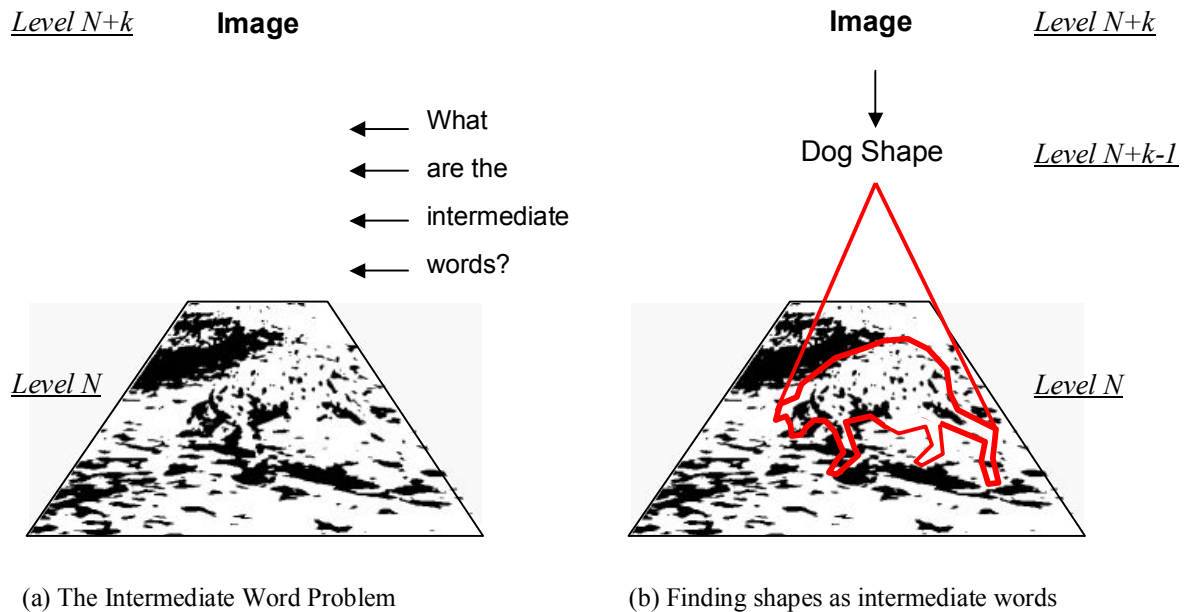 Level N+k Image
What
are the
intermediate
words?
Level N
(a) The Intermediate Word Problem
Image Level N+k
Dog Shape Level N+k-1
Level N
(b) Finding shapes as intermediate words